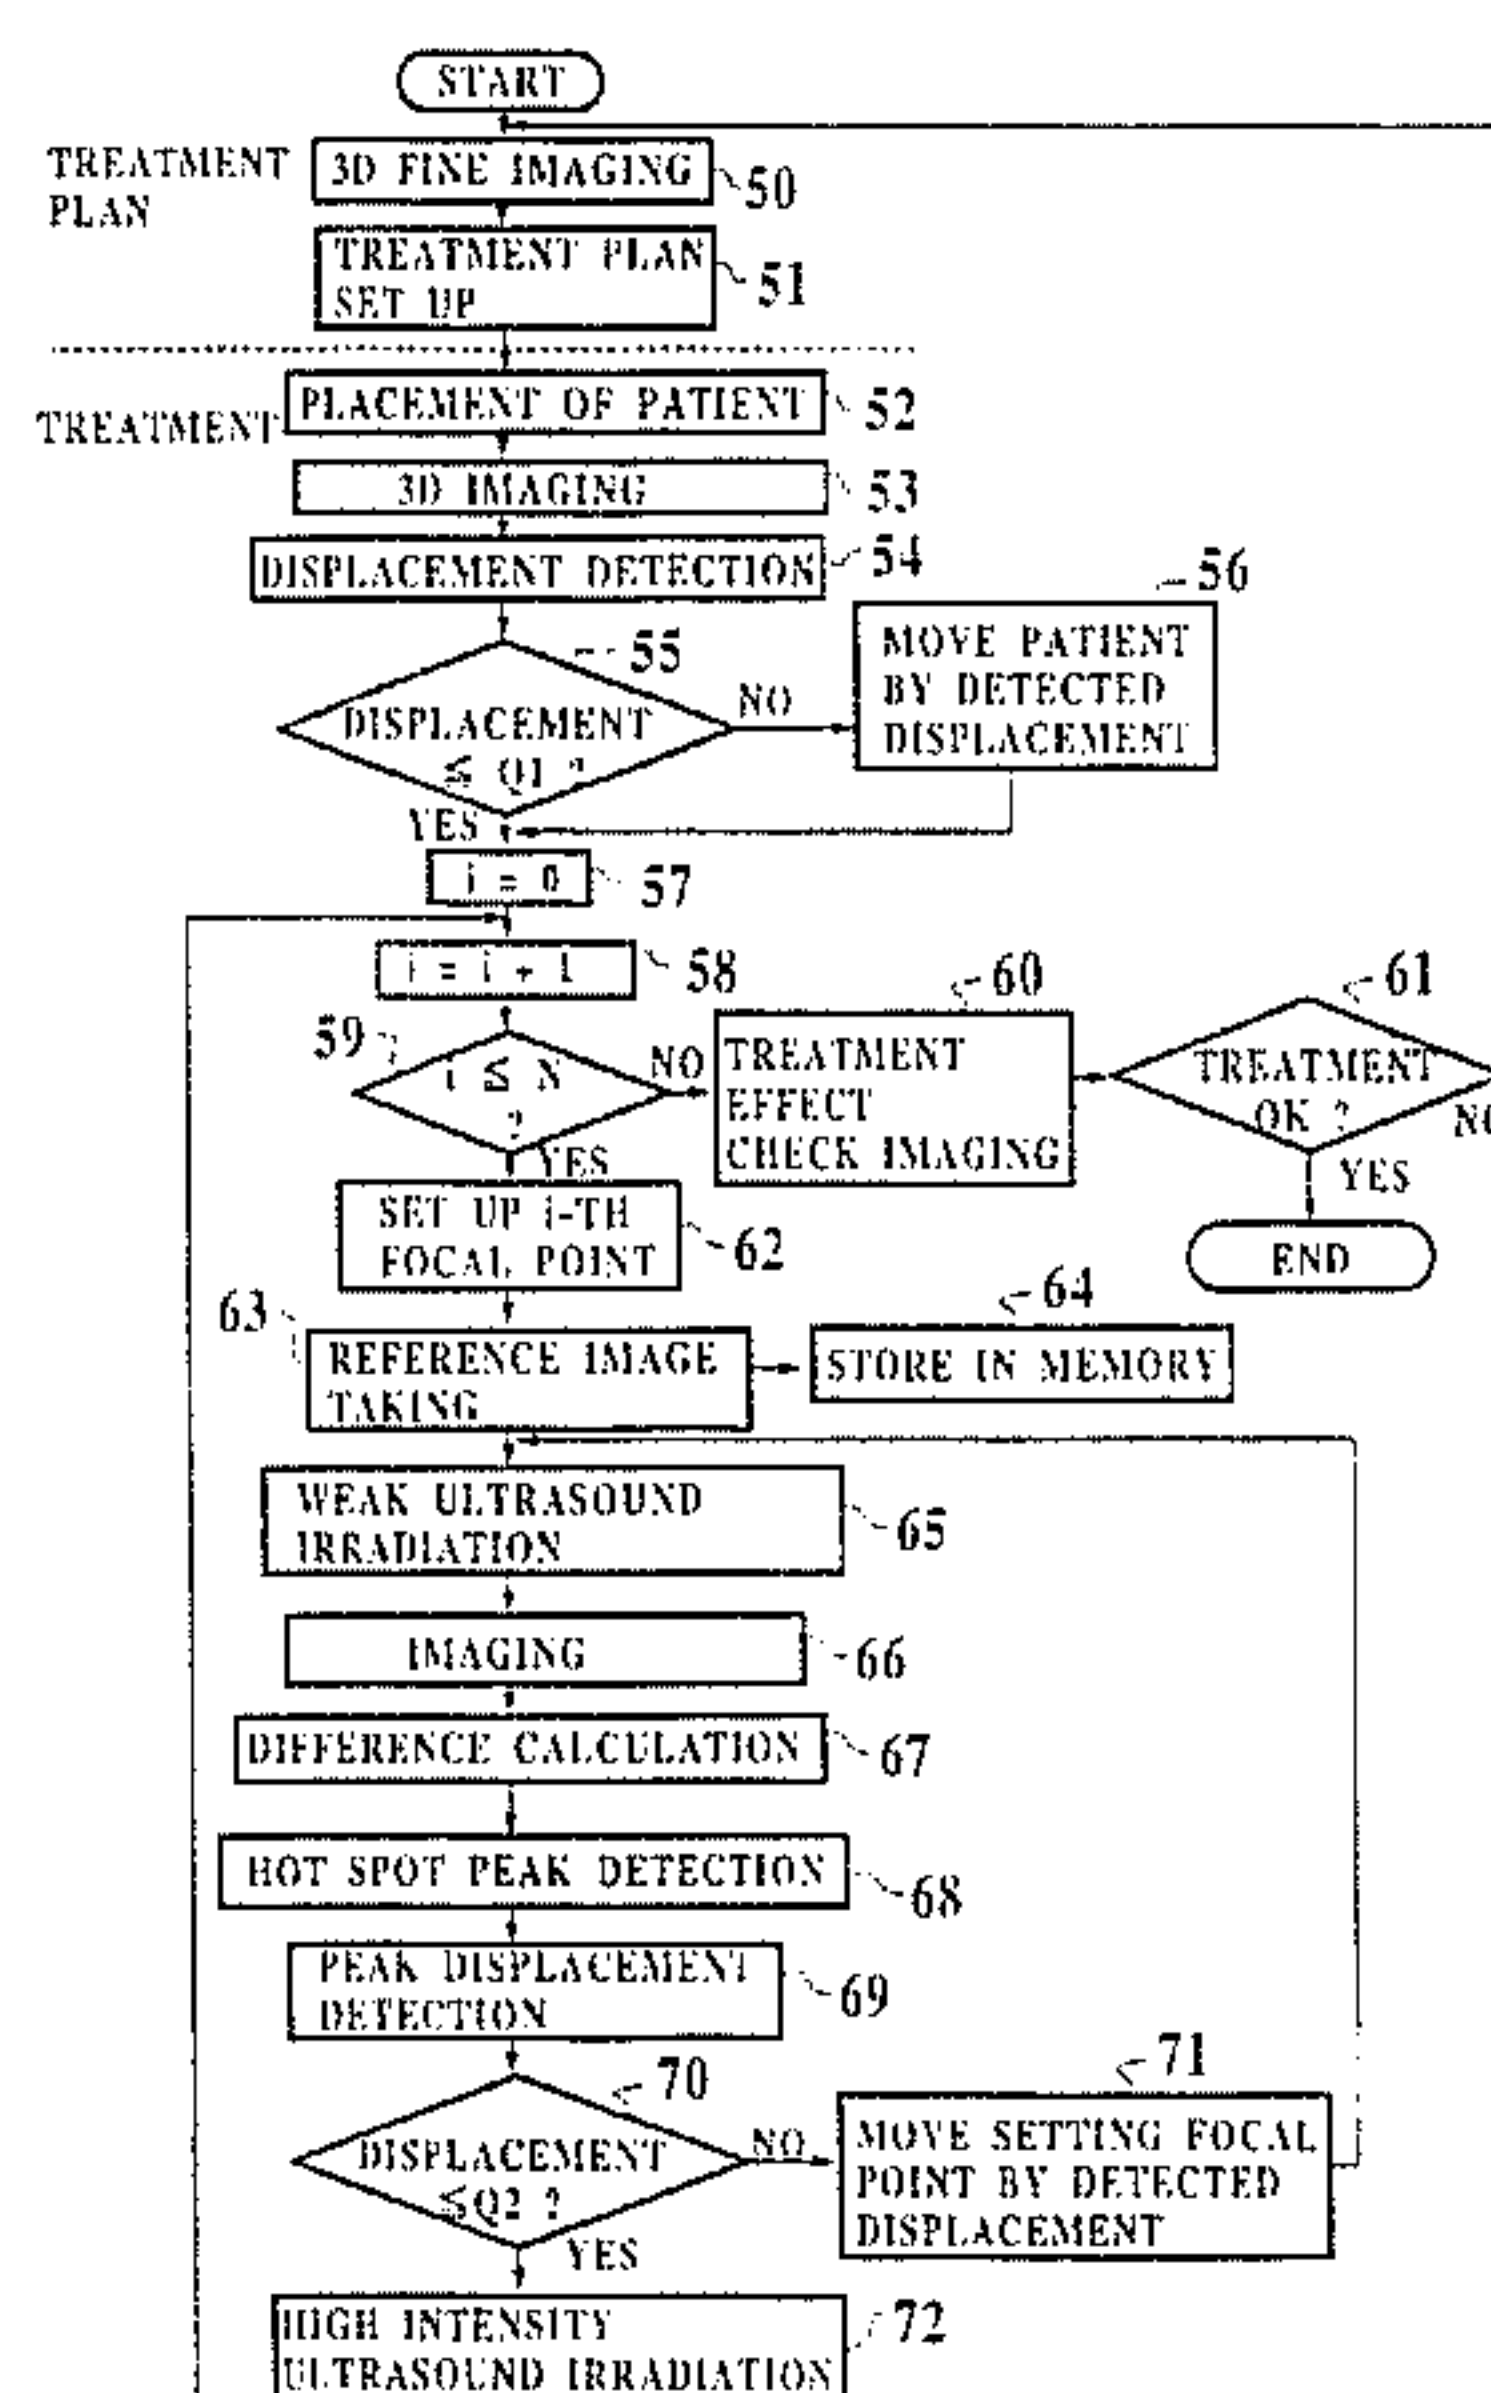 START
TREATMENT
PLAN
3D FINE IMAGING
50
TREATMENT PLAN
SET UP
51
TREATMENT
PLACEMENT OF PATIENT
52
3D IMAGING
53
DISPLACEMENT DETECTION
54
55
DISPLACEMENT
≤ Q1 ?
NO
56
MOVE PATIENT
BY DETECTED
DISPLACEMENT
YES
i = 0
57
i = i + 1
58
59
i ≤ N
?
NO
YES
60
TREATMENT
EFFECT
CHECK IMAGING
61
TREATMENT
OK ?
NO
YES
END
SET UP i-TH
FOCAL POINT
62
63
REFERENCE IMAGE
TAKING
64
STORE IN MEMORY
WEAK ULTRASOUND
IRRADIATION
65
IMAGING
66
DIFFERENCE CALCULATION
67
HOT SPOT PEAK DETECTION
68
PEAK DISPLACEMENT
DETECTION
69
70
DISPLACEMENT
≤Q2 ?
NO
71
MOVE SETTING FOCAL
POINT BY DETECTED
DISPLACEMENT
YES
HIGH INTENSITY
ULTRASOUND IRRADIATION
72